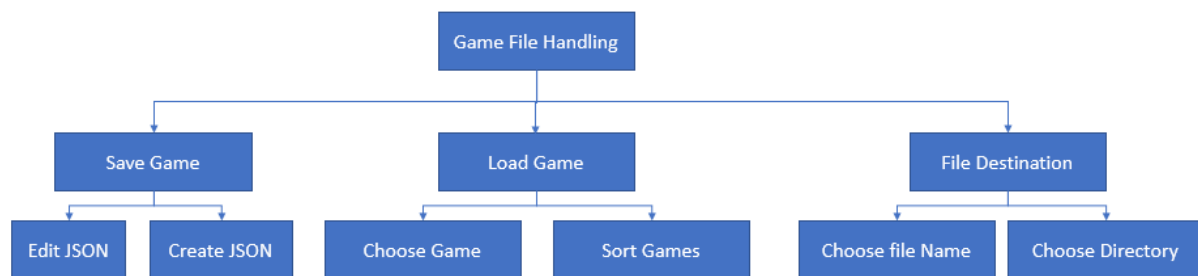 Game File Handling
Save Game
Load Game
File Destination
Edit JSON
Create JSON
Choose Game
Sort Games
Choose file Name
Choose Directory